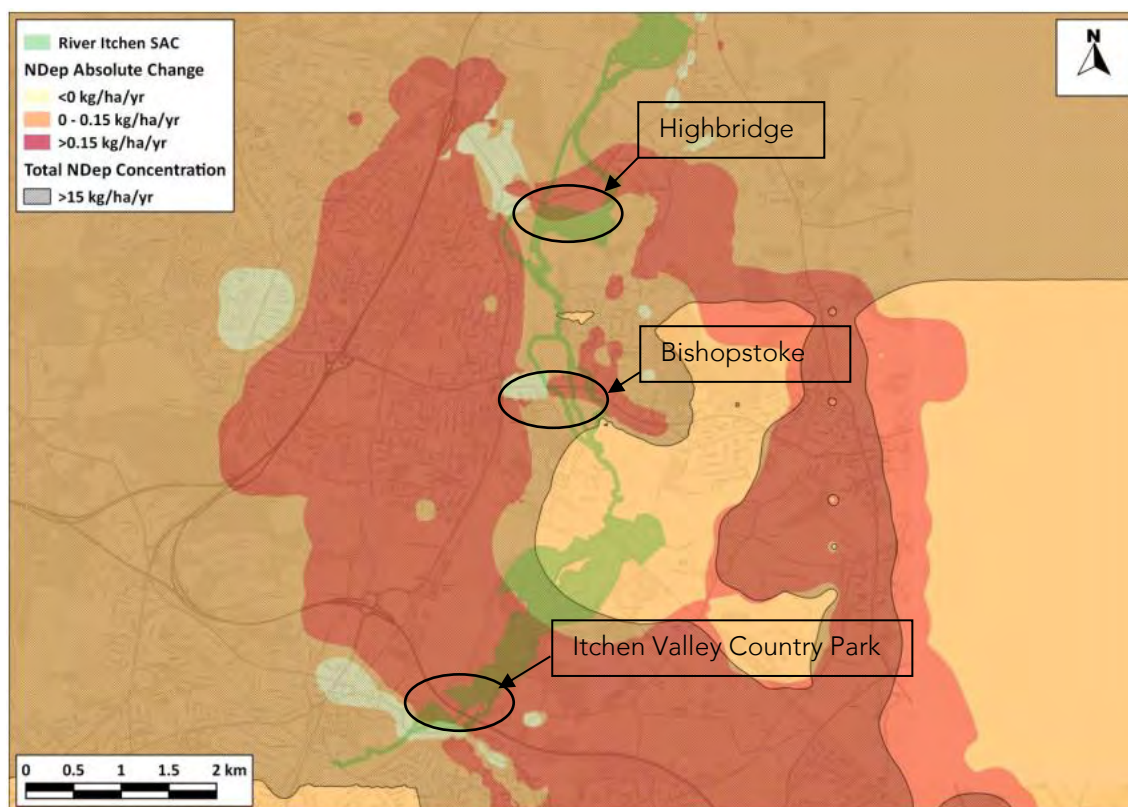 River Itchen SAC
NDep Absolute Change
<0 kg/ha/yr
0 - 0.15 kg/ha/yr
>0.15 kg/ha/yr
Total NDep Concentration
>15 kg/ha/yr
N
Highbridge
Bishopstoke
Itchen Valley Country Park
0 0.5 1 1.5 2 km